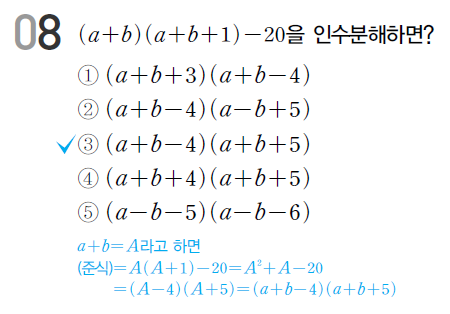 08 (a+b)(a+b+1)-20을 인수분해하면?
① (a+b+3)(a+b-4)
② (a+b-4)(a-b+5)
③ (a+b-4)(a+b+5)
④ (a+b+4)(a+b+5)
⑤ (a-b-5)(a-b-6)
a+b=A라고 하면
(준식)=A(A+1)-20=A²+A-20
=(A-4)(A+5)=(a+b-4)(a+b+5)